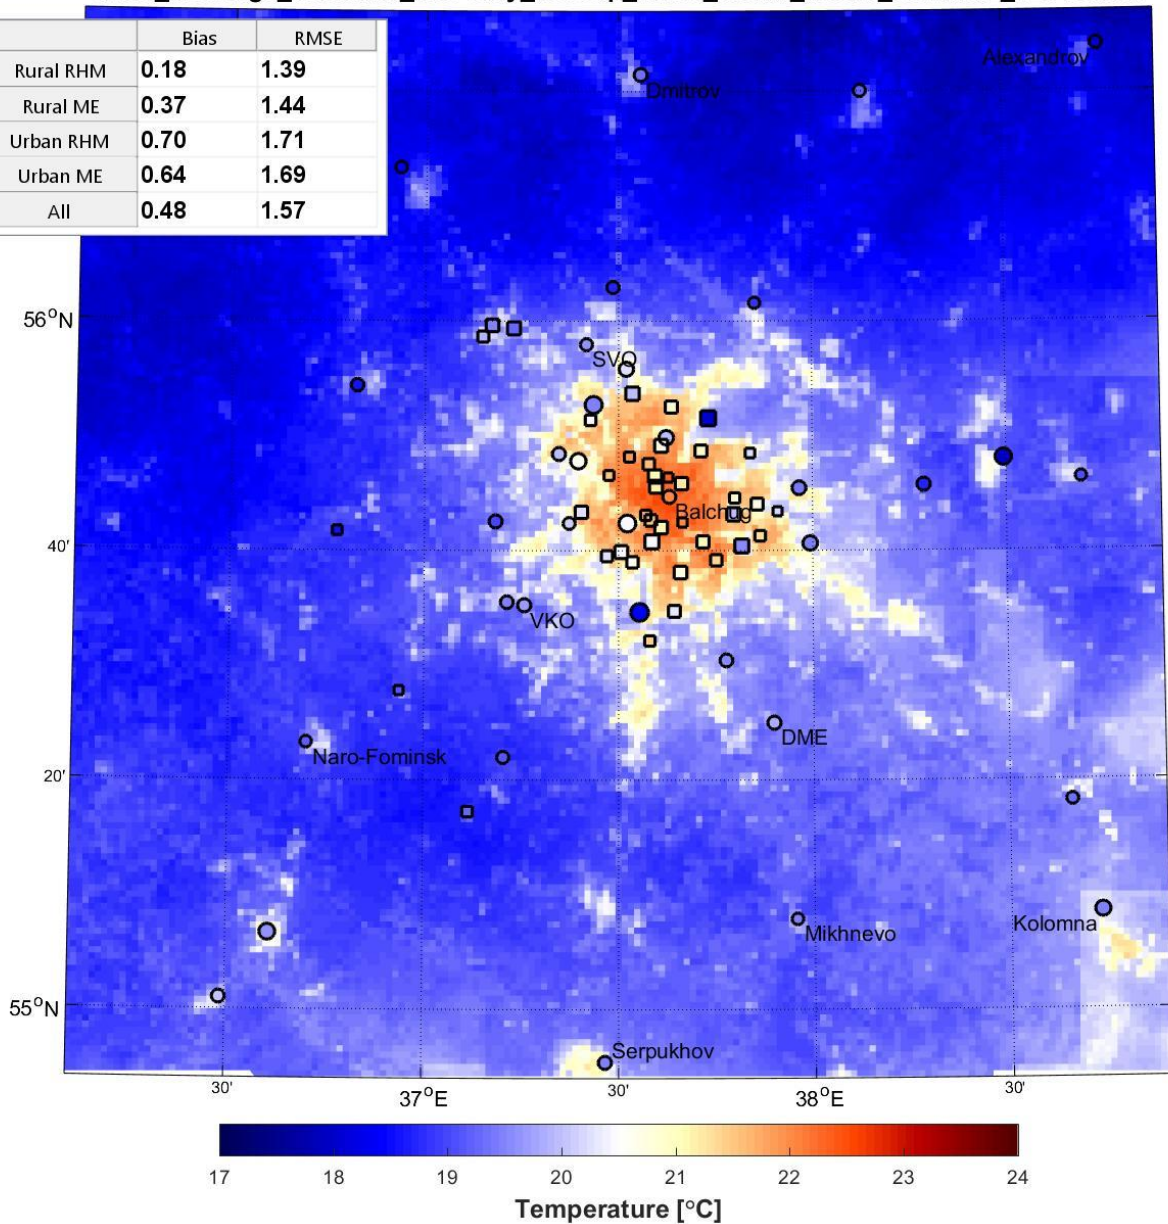 Bias RMSE
Rural RHM 0.18 1.39
Rural ME 0.37 1.44
Urban RHM 0.70 1.71
Urban ME 0.64 1.69
All 0.48 1.57
Alexandrov
Dmitrov
56°N
SVO
Balchug
40'
VKO
DME
Naro-Fominsk
20'
Kolomna
Mikhnevo
55°N
Serpukhov
30' 37°E 30' 38°E 30'
17 18 19 20 21 22 23 24
Temperature [°C]